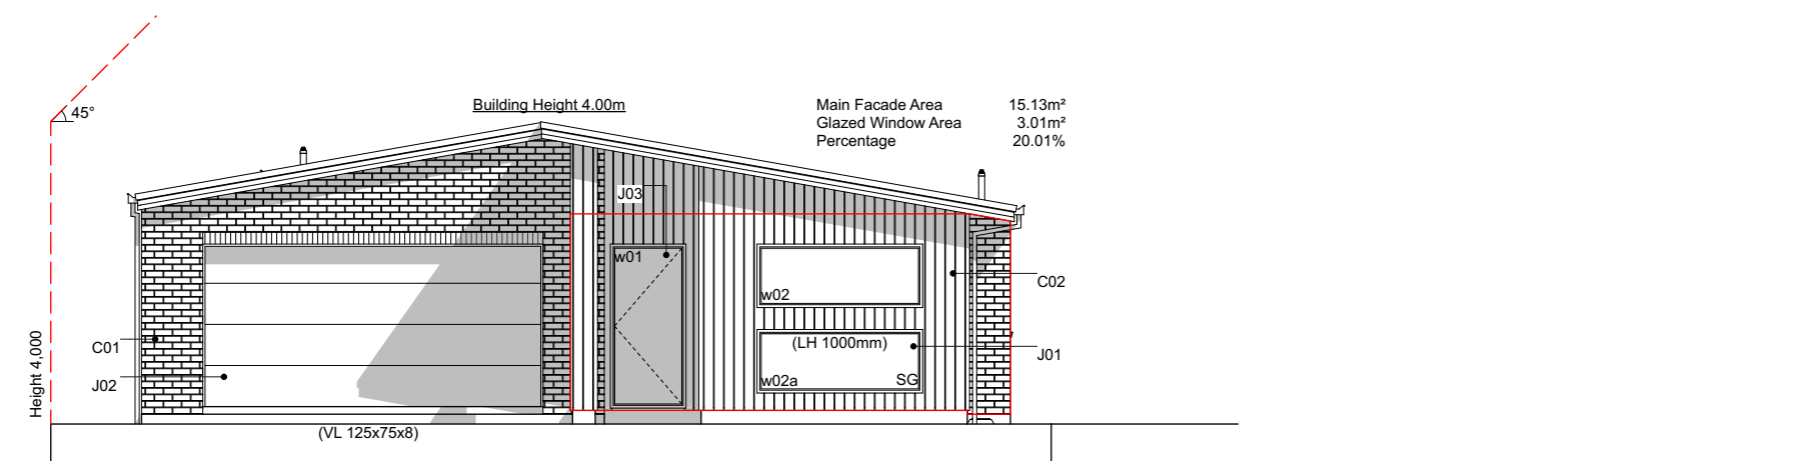 45°
Building Height 4.00m
Main Facade Area 15.13m²
Glazed Window Area 3.01m²
Percentage 20.01%
J03
w01
w02
C02
(LH 1000mm)
J01
w02a SG
C01
J02
Height 4,000
(VL 125x75x8)